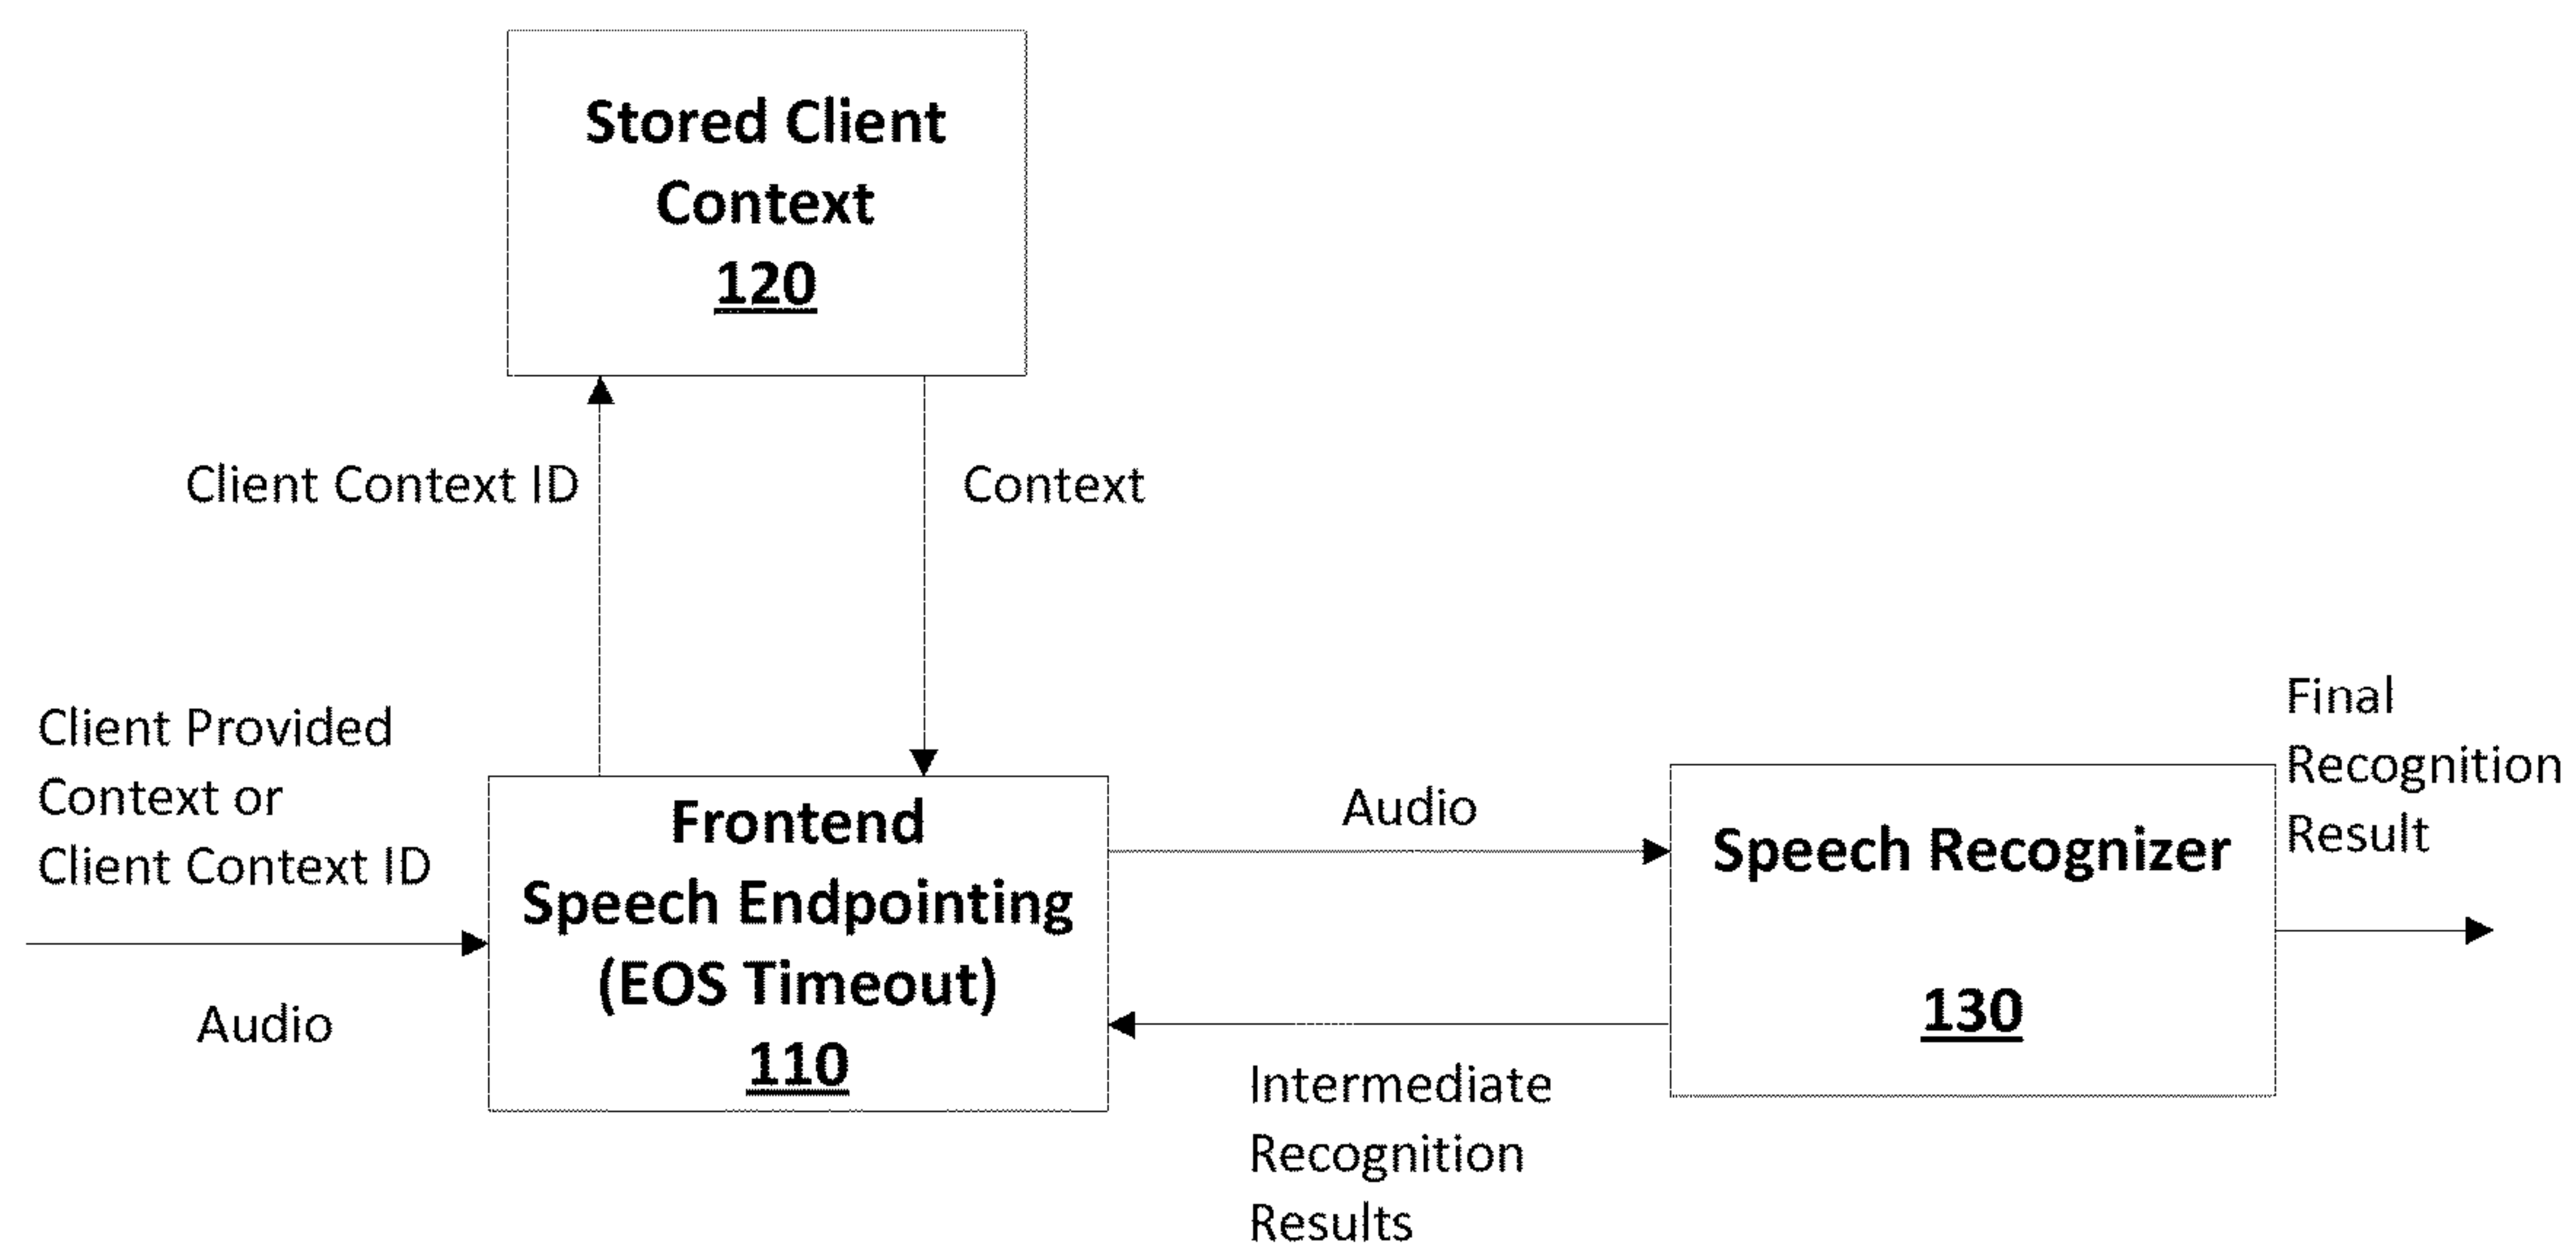 Stored Client
Context
120
Client Context ID
Context
Client Provided
Context or
Client Context ID
Audio
Frontend
Speech Endpointing
(EOS Timeout)
110
Audio
Intermediate
Recognition
Results
Speech Recognizer
130
Final
Recognition
Result